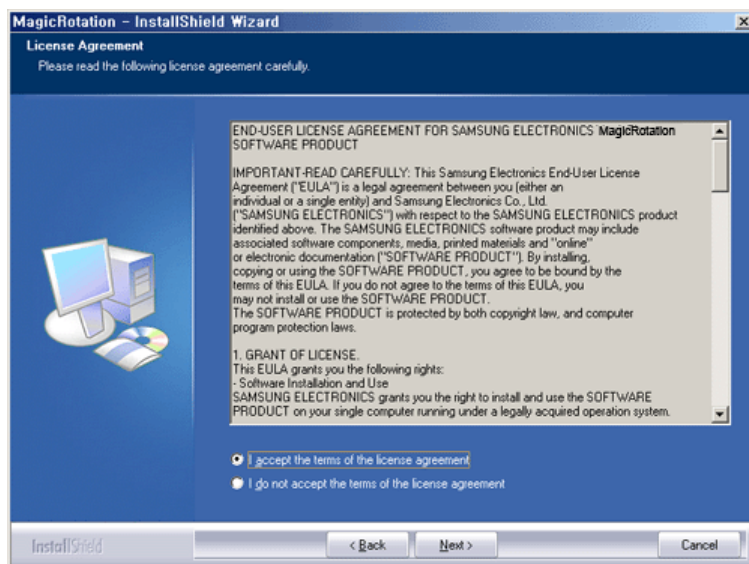 MagicRotation - InstallShield Wizard
License Agreement
Please read the following license agreement carefully.
END-USER LICENSE AGREEMENT FOR SAMSUNG ELECTRONICS MagicRotation
SOFTWARE PRODUCT
IMPORTANT-READ CAREFULLY: This Samsung Electronics End-User License
Agreement ("EULA") is a legal agreement between you (either an
individual or a single entity) and Samsung Electronics Co., Ltd.
("SAMSUNG ELECTRONICS") with respect to the SAMSUNG ELECTRONICS product
identified above. The SAMSUNG ELECTRONICS software product may include
associated software components, media, printed materials and "online"
or electronic documentation ("SOFTWARE PRODUCT"). By installing,
copying or using the SOFTWARE PRODUCT, you agree to be bound by the
terms of this EULA. If you do not agree to the terms of this EULA, you
may not install or use the SOFTWARE PRODUCT.
The SOFTWARE PRODUCT is protected by both copyright law, and computer
program protection laws.
1. GRANT OF LICENSE.
This EULA grants you the following rights:
- Software Installation and Use
SAMSUNG ELECTRONICS grants you the right to install and use the SOFTWARE
PRODUCT on your single computer running under a legally acquired operation system.
I accept the terms of the license agreement
I do not accept the terms of the license agreement
InstallShield
< Back
Next >
Cancel